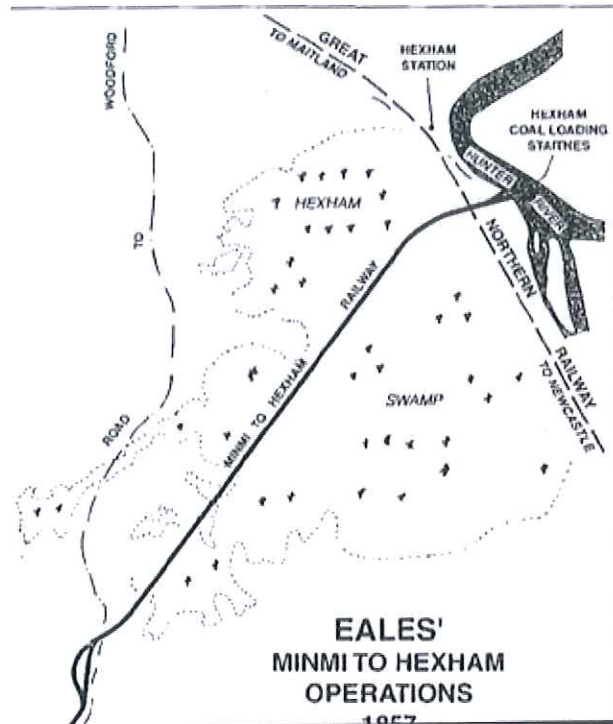 GREAT
TO MAITLAND
HEXHAM
STATION
WOODFORD
HEXHAM
COAL LOADING
STAITHES
HUNTER
RIVER
HEXHAM
TO
RAILWAY
NORTHERN
RAILWAY
TO NEWCASTLE
SWAMP
MINMI TO HEXHAM
ROAD
EALES'
MINMI TO HEXHAM
OPERATIONS
1857